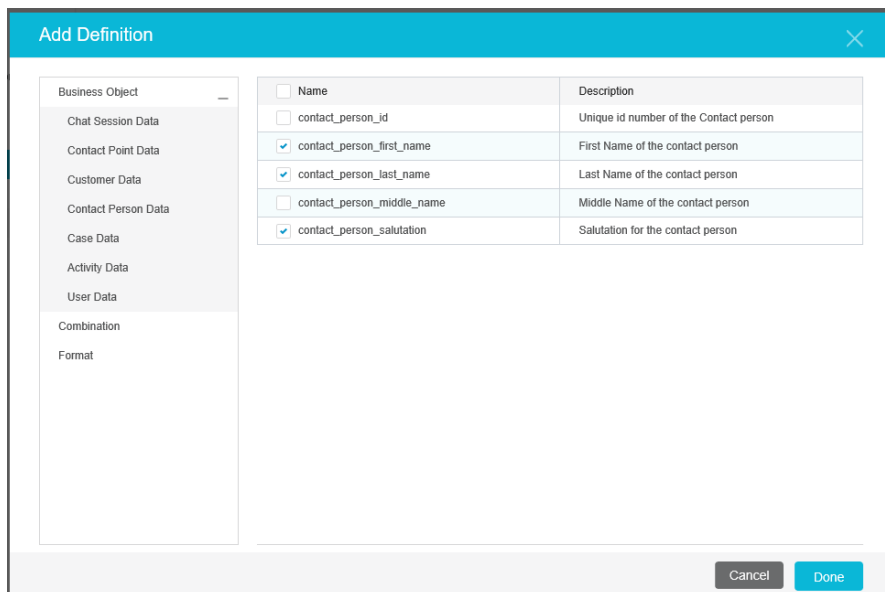 Add Definition
Business Object
Chat Session Data
Contact Point Data
Customer Data
Contact Person Data
Case Data
Activity Data
User Data
Combination
Format
Name Description
contact_person_id Unique id number of the Contact person
contact_person_first_name First Name of the contact person
contact_person_last_name Last Name of the contact person
contact_person_middle_name Middle Name of the contact person
contact_person_salutation Salutation for the contact person
Cancel Done